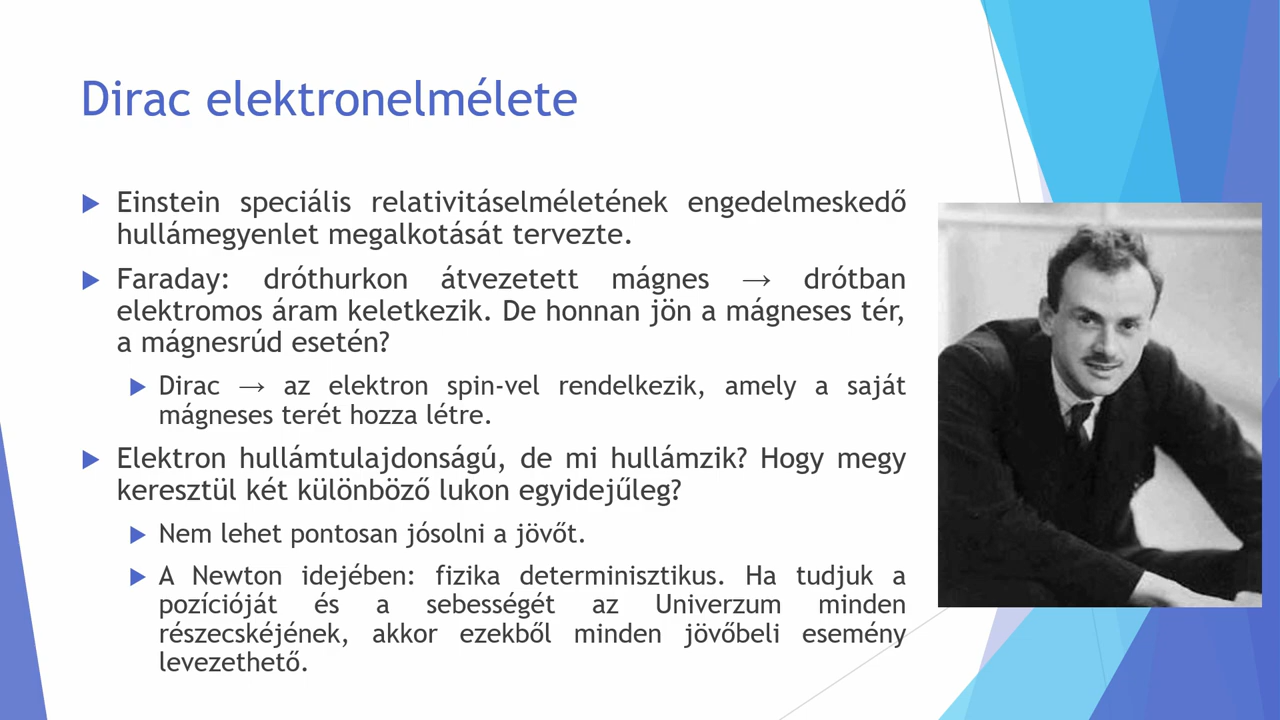 Dirac elektronelmélete
Einstein speciális relativitáselméletének engedelmeskedő
hullámegyenlet megalkotását tervezte.
Faraday: dróthurkon átvezetett mágnes → drótban
elektromos áram keletkezik. De honnan jön a mágneses tér,
a mágnesrúd esetén?
Dirac → az elektron spin-vel rendelkezik, amely a saját
mágneses terét hozza létre.
Elektron hullámtulajdonságú, de mi hullámzik? Hogy megy
keresztül két különböző lukon egyidejűleg?
Nem lehet pontosan jósolni a jövőt.
A Newton idejében: fizika determinisztikus. Ha tudjuk a
pozícióját és a sebességét az Univerzum minden
részecskéjének, akkor ezekből minden jövőbeli esemény
levezethető.